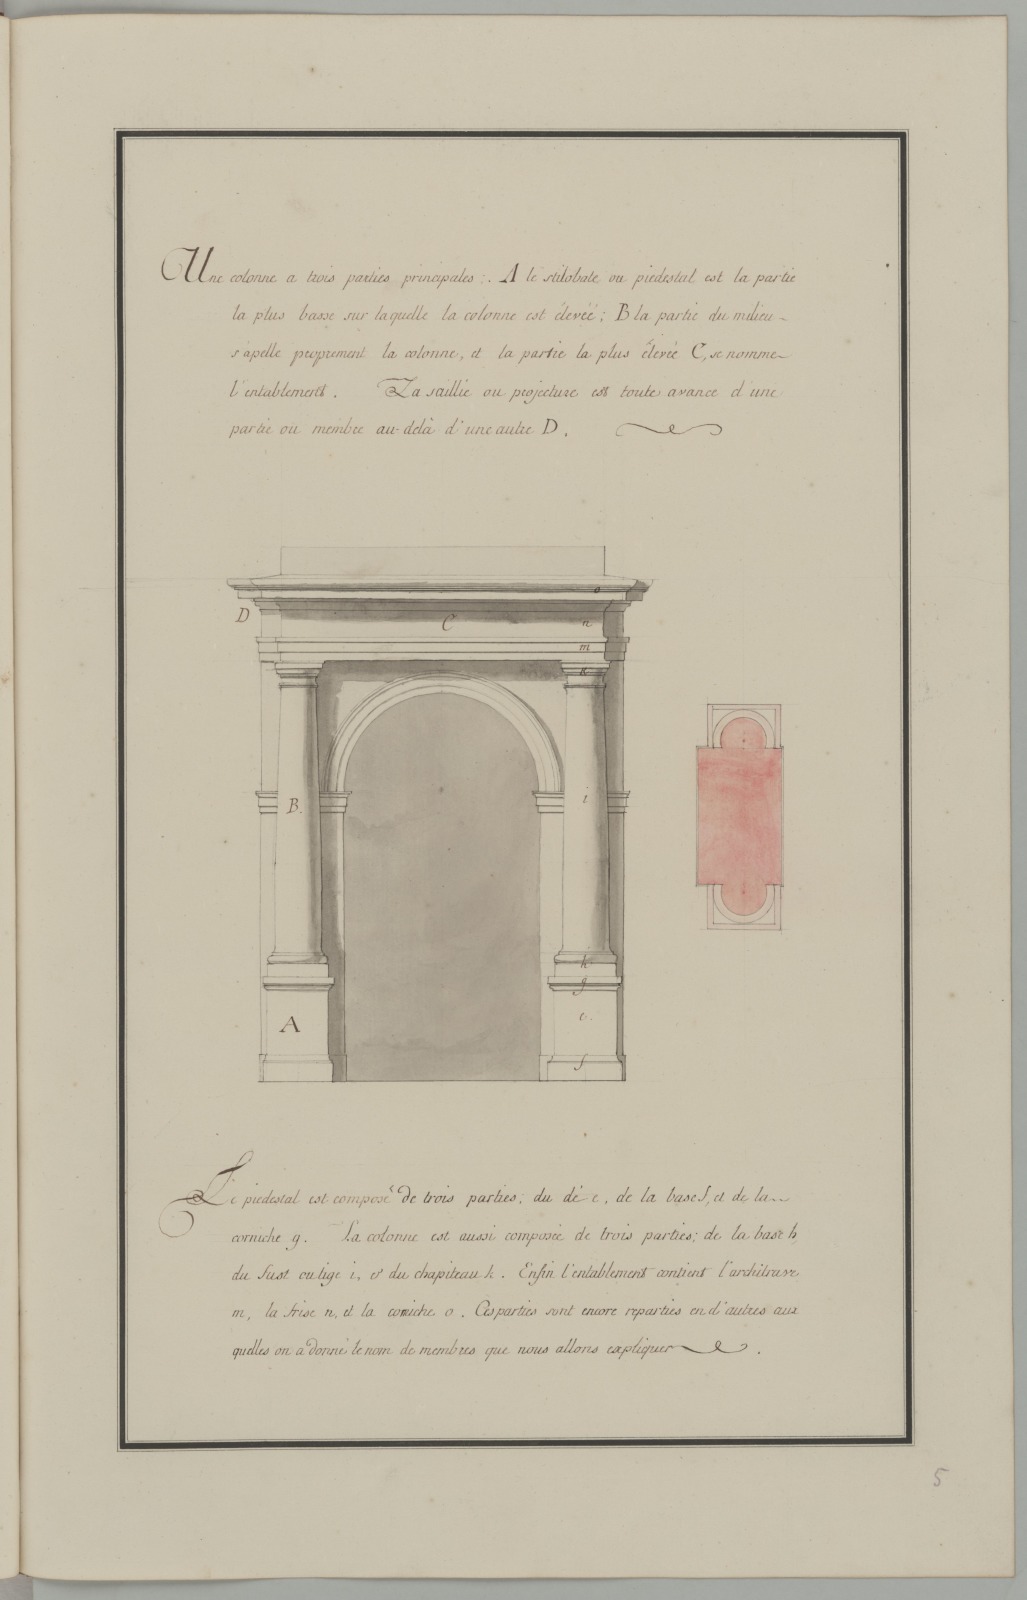 Une colonne a trois parties principales; A le stilobate ou piedestal est la partie
la plus basse sur laquelle la colonne est élevéé; B la partie du milieu
s'apelle proprement la colonne, et la partie la plus élevéé C, se nomme
l'entablement. La saillie ou projecture est toute avance d'une
partie ou membre au-delà d'une autre D.
D C o
n
m
k
B. i
h
g
A e.
f
Le piedestal est composé de trois parties; du dé e, de la base f, et de la
corniche g. La colonne est aussi composée de trois parties; de la base h,
du fust ou tige i, & du chapiteau k. Enfin l'entablement contient l'architrave
m, la frise n, et la corniche o. Ces parties sont encore reparties en d'autres aux
quelles on a donné le nom de membres que nous allons expliquer.
5